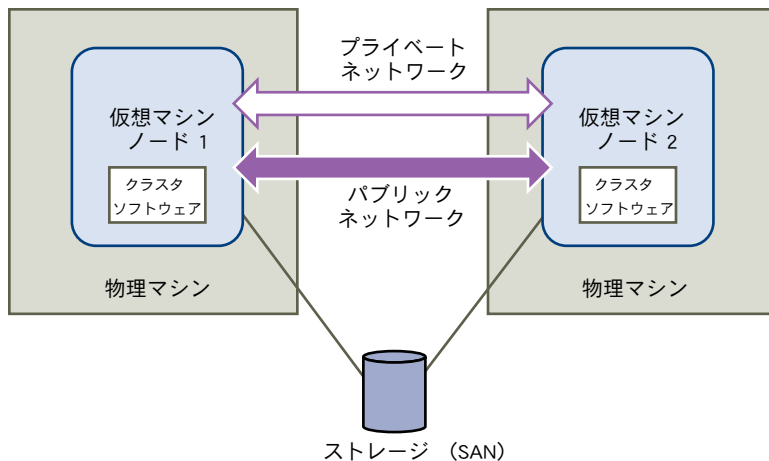 プライベート
ネットワーク
仮想マシン
ノード 1
クラスタ
ソフトウェア
物理マシン
パブリック
ネットワーク
仮想マシン
ノード 2
クラスタ
ソフトウェア
物理マシン
ストレージ (SAN)